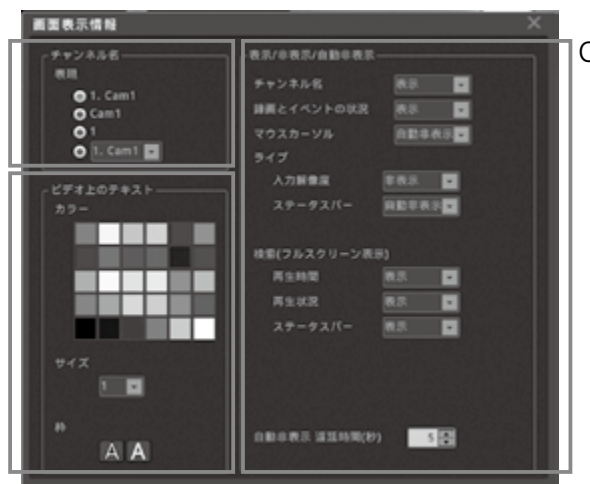 画面表示情報
チャンネル名
表現
1. Cam1
Cam1
1
1. Cam1
ビデオ上のテキスト
カラー
サイズ
1
枠
A A
表示/非表示/自動非表示
チャンネル名 表示
録画とイベントの状況 表示
マウスカーソル 自動非表示
ライブ
入力解像度 非表示
ステータスバー 自動非表示
検索(フルスクリーン表示)
再生時間 表示
再生状況 表示
ステータスバー 表示
自動非表示 遅延時間(秒) 5